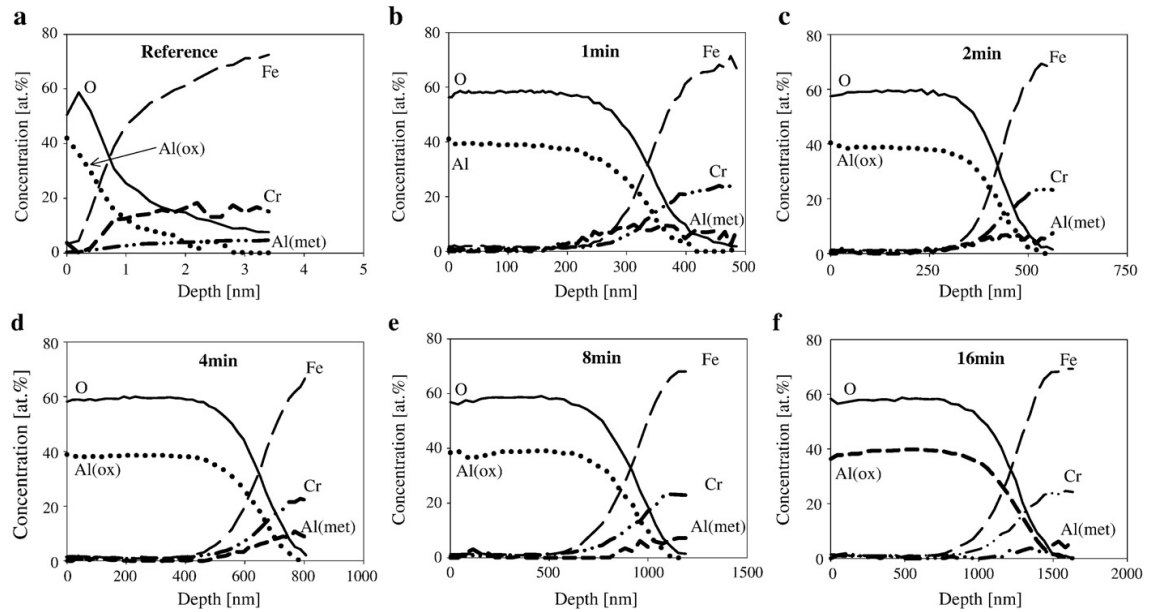 a
Reference
80
60
40
20
0
Concentration [at.%]
O
Fe
Al(ox)
Cr
Al(met)
0 1 2 3 4 5
Depth [nm]
b
1min
80
60
40
20
0
Concentration [at.%]
Fe
O
Al
Cr
Al(met)
0 100 200 300 400 500
Depth [nm]
c
2min
80
60
40
20
0
Concentration [at.%]
Fe
O
Al(ox)
Cr
Al(met)
0 250 500 750
Depth [nm]
d
4min
80
60
40
20
0
Concentration [at.%]
Fe
O
Al(ox)
Cr
Al(met)
0 200 400 600 800 1000
Depth [nm]
e
8min
80
60
40
20
0
Concentration [at.%]
Fe
O
Al(ox)
Cr
Al(met)
0 500 1000 1500
Depth [nm]
f
16min
80
60
40
20
0
Concentration [at.%]
Fe
O
Al(ox)
Cr
Al(met)
0 500 1000 1500 2000
Depth [nm]